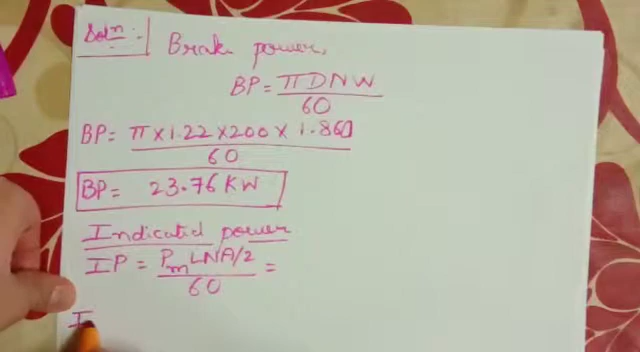 Soln :-
Brake power,
BP = πDNW / 60
BP = π × 1.22 × 200 × 1.860 / 60
BP = 23.76 KW
Indicated power
IP = PmLNA/2 / 60 =
I